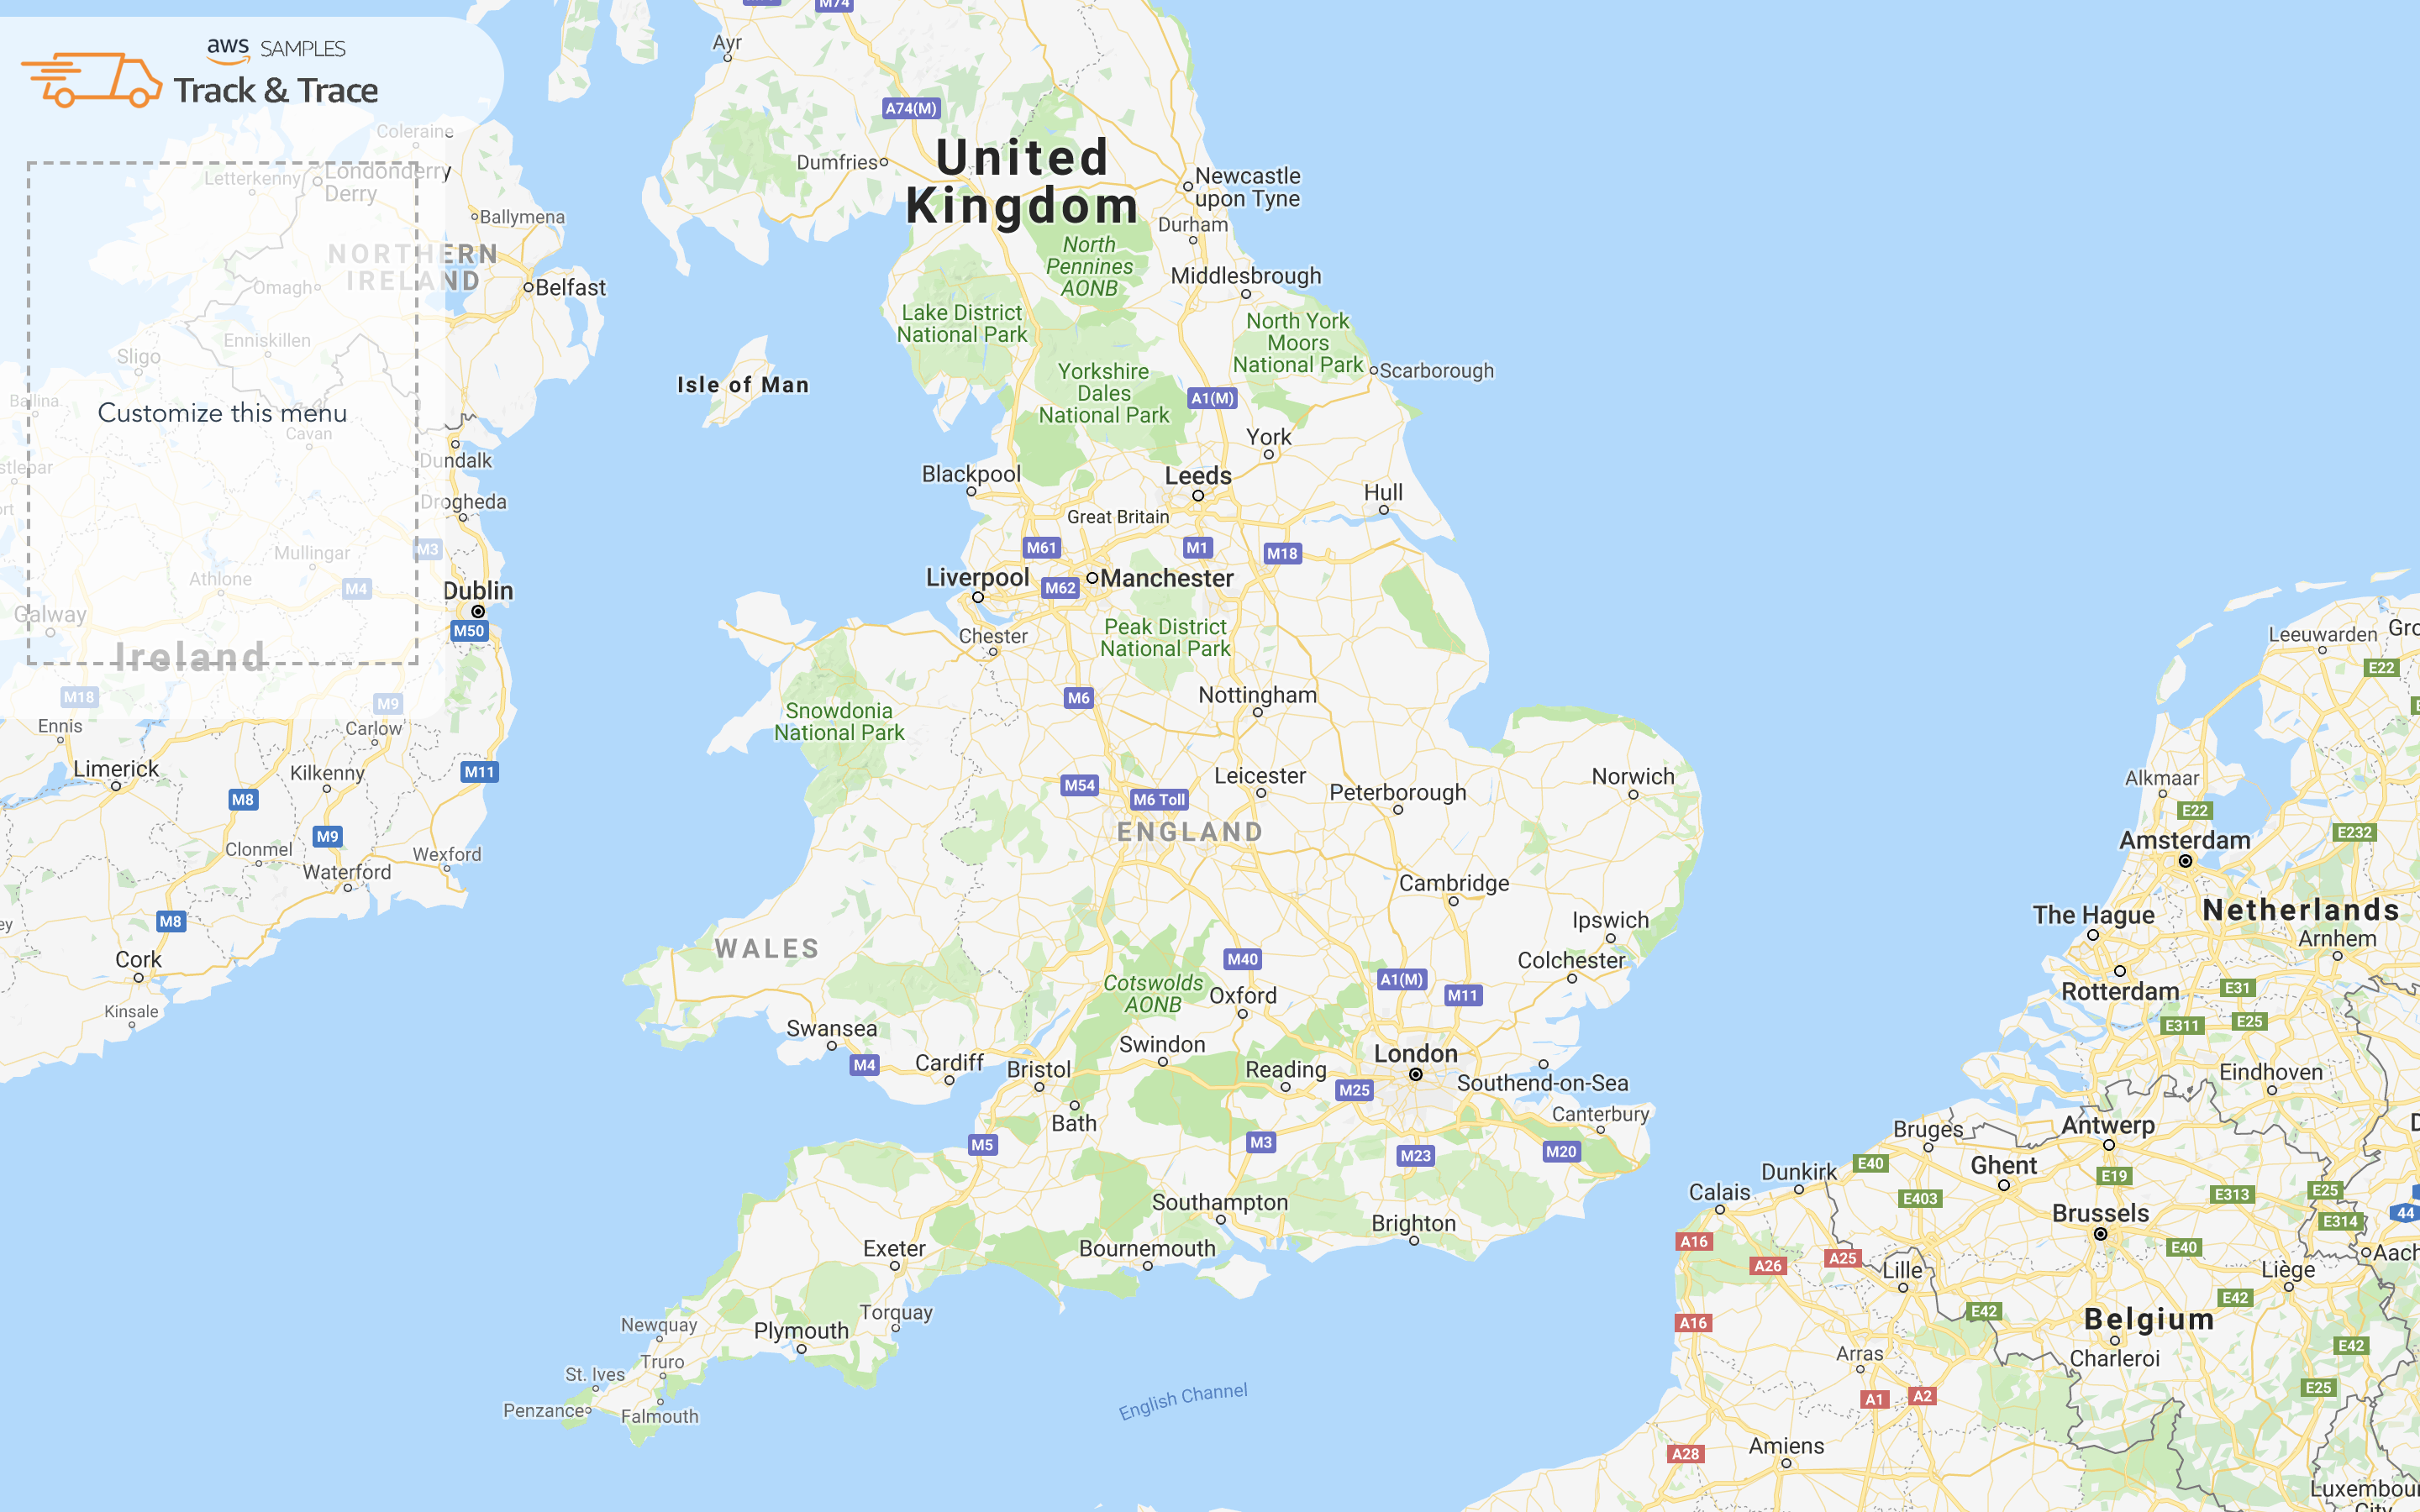 M74
Ayr
aws SAMPLES
Track & Trace
A74(M)
Coleraine
Dumfries
United
Kingdom
Letterkenny
Londonderry
Derry
Newcastle
upon Tyne
Ballymena
Durham
NORTHERN
IRELAND
North
Pennines
AONB
Omagh
Belfast
Middlesbrough
Lake District
National Park
North York
Moors
National Park
Enniskillen
Sligo
Scarborough
Isle of Man
Yorkshire
Dales
National Park
A1(M)
Ballina
Customize this menu
Cavan
York
Dundalk
stlebar
Blackpool
Leeds
Hull
Drogheda
Great Britain
ort
Mullingar
M3
M61
M1
M18
Athlone
M4
Dublin
Liverpool
M62
Manchester
Galway
M50
Chester
Peak District
National Park
Leeuwarden
Gro
Ireland
E22
M18
M9
M6
Nottingham
Snowdonia
National Park
Ennis
Carlow
Limerick
Kilkenny
M11
M54
M6 Toll
Leicester
Peterborough
Norwich
Alkmaar
M8
E22
M9
ENGLAND
E232
Clonmel
Wexford
Amsterdam
Waterford
Cambridge
M8
Ipswich
The Hague
Netherlands
ey
WALES
Arnhem
Cork
M40
Colchester
Cotswolds
AONB
A1(M)
M11
Oxford
Rotterdam
E31
Kinsale
E311
E25
Swansea
Swindon
London
M4
Cardiff
Bristol
Reading
M25
Southend-on-Sea
Eindhoven
Bath
Canterbury
Antwerp
Bruges
M5
M3
M23
M20
E40
Ghent
Dunkirk
E19
Calais
E403
E313
E25
Southampton
Brighton
Brussels
44
E314
A16
Exeter
Bournemouth
E40
Aach
A26
A25
Lille
Liège
Torquay
E42
E42
Newquay
Plymouth
A16
Belgium
E42
Truro
Arras
Charleroi
St. Ives
E25
Penzance
Falmouth
English Channel
A1
A2
A28
Amiens
Luxembou
City